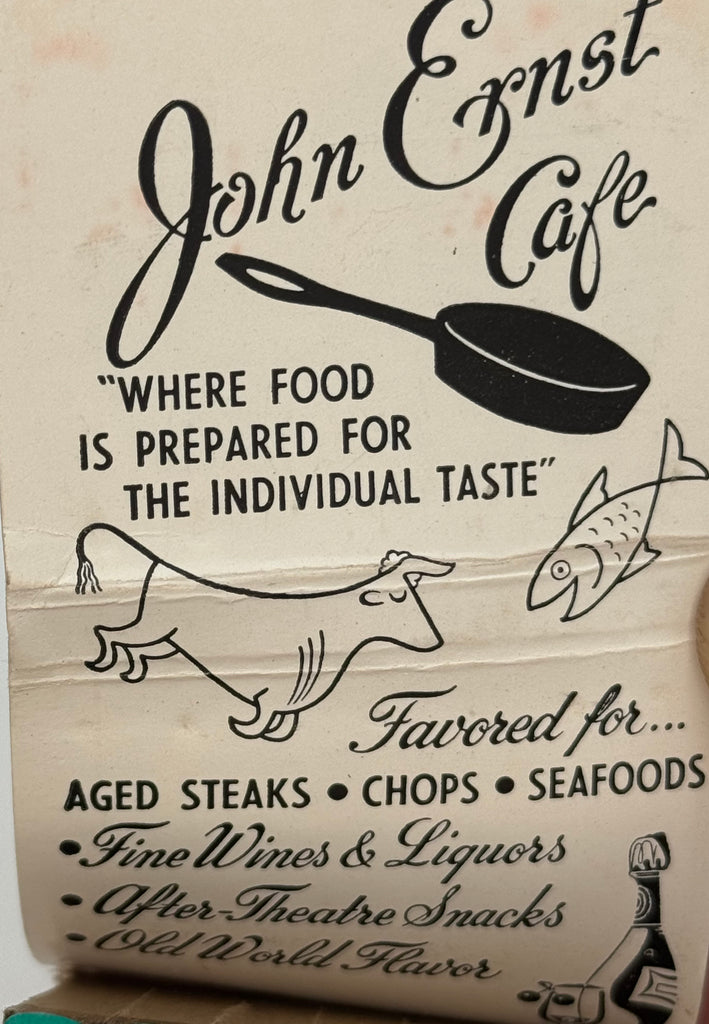 John Ernst
Cafe
"WHERE FOOD
IS PREPARED FOR
THE INDIVIDUAL TASTE"
Favored for...
AGED STEAKS • CHOPS • SEAFOODS
• Fine Wines & Liquors
• After-Theatre Snacks
• Old World Flavor